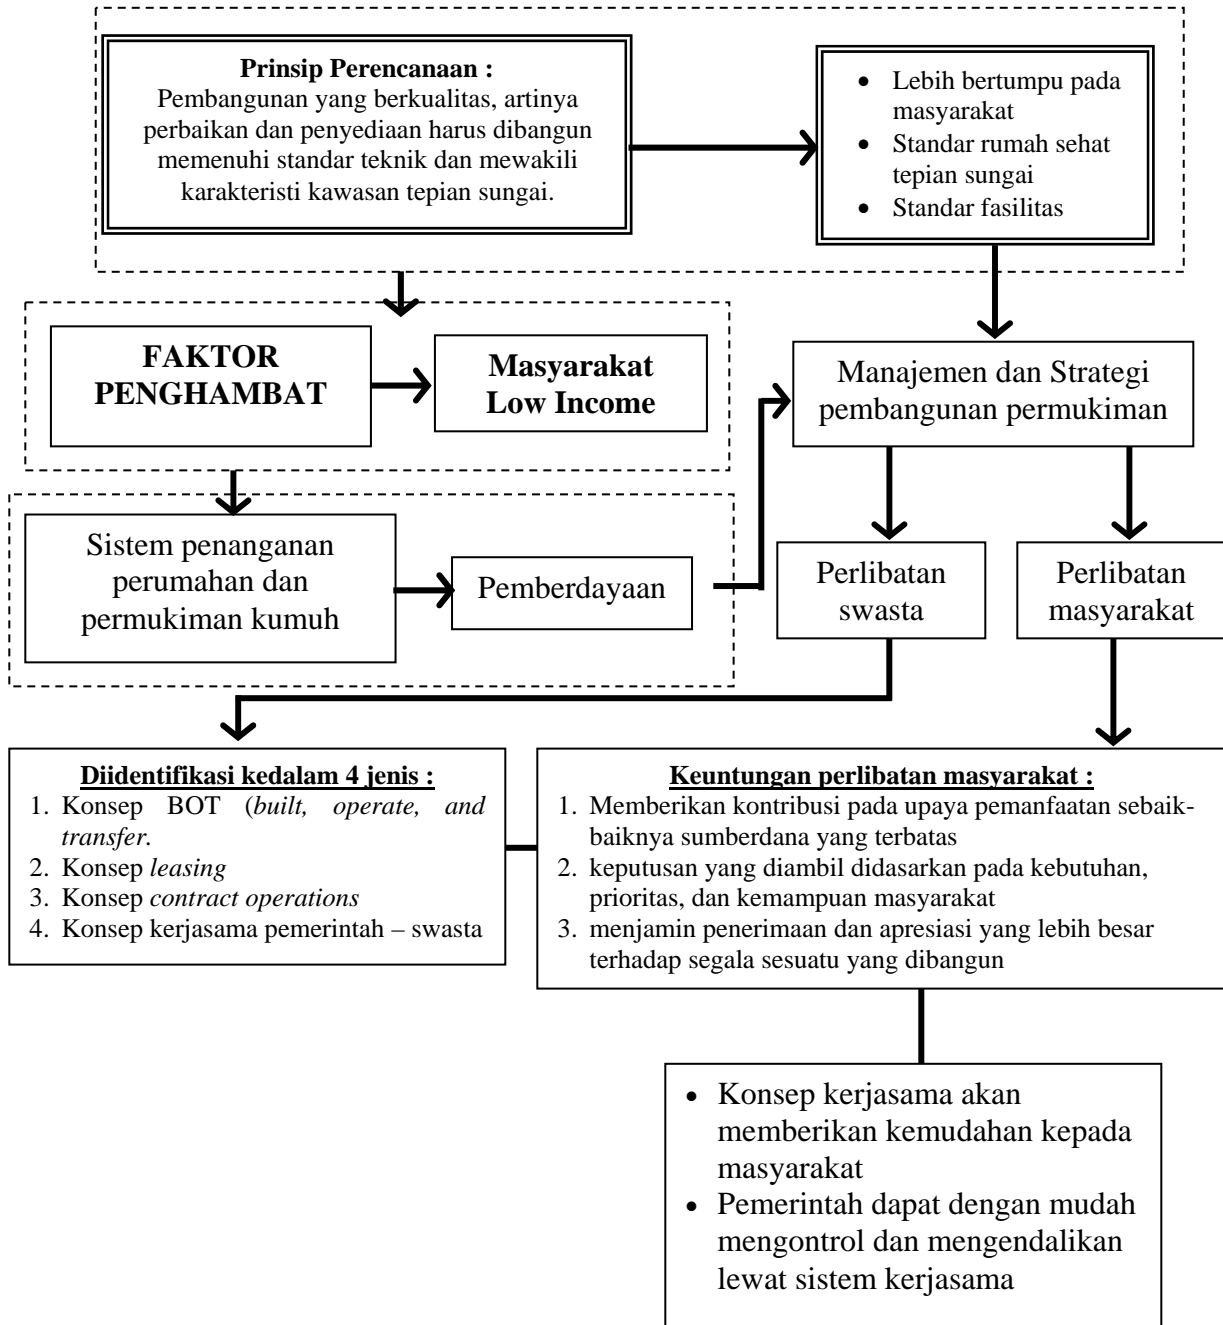 Prinsip Perencanaan :
Pembangunan yang berkualitas, artinya
perbaikan dan penyediaan harus dibangun
memenuhi standar teknik dan mewakili
karakteristi kawasan tepian sungai.
• Lebih bertumpu pada
masyarakat
• Standar rumah sehat
tepian sungai
• Standar fasilitas
FAKTOR
PENGHAMBAT
Masyarakat
Low Income
Manajemen dan Strategi
pembangunan permukiman
Sistem penanganan
perumahan dan
permukiman kumuh
Pemberdayaan
Perlibatan
swasta
Perlibatan
masyarakat
Diidentifikasi kedalam 4 jenis :
1. Konsep BOT (built, operate, and
transfer.
2. Konsep leasing
3. Konsep contract operations
4. Konsep kerjasama pemerintah – swasta
Keuntungan perlibatan masyarakat :
1. Memberikan kontribusi pada upaya pemanfaatan sebaik-
baiknya sumberdana yang terbatas
2. keputusan yang diambil didasarkan pada kebutuhan,
prioritas, dan kemampuan masyarakat
3. menjamin penerimaan dan apresiasi yang lebih besar
terhadap segala sesuatu yang dibangun
• Konsep kerjasama akan
memberikan kemudahan kepada
masyarakat
• Pemerintah dapat dengan mudah
mengontrol dan mengendalikan
lewat sistem kerjasama